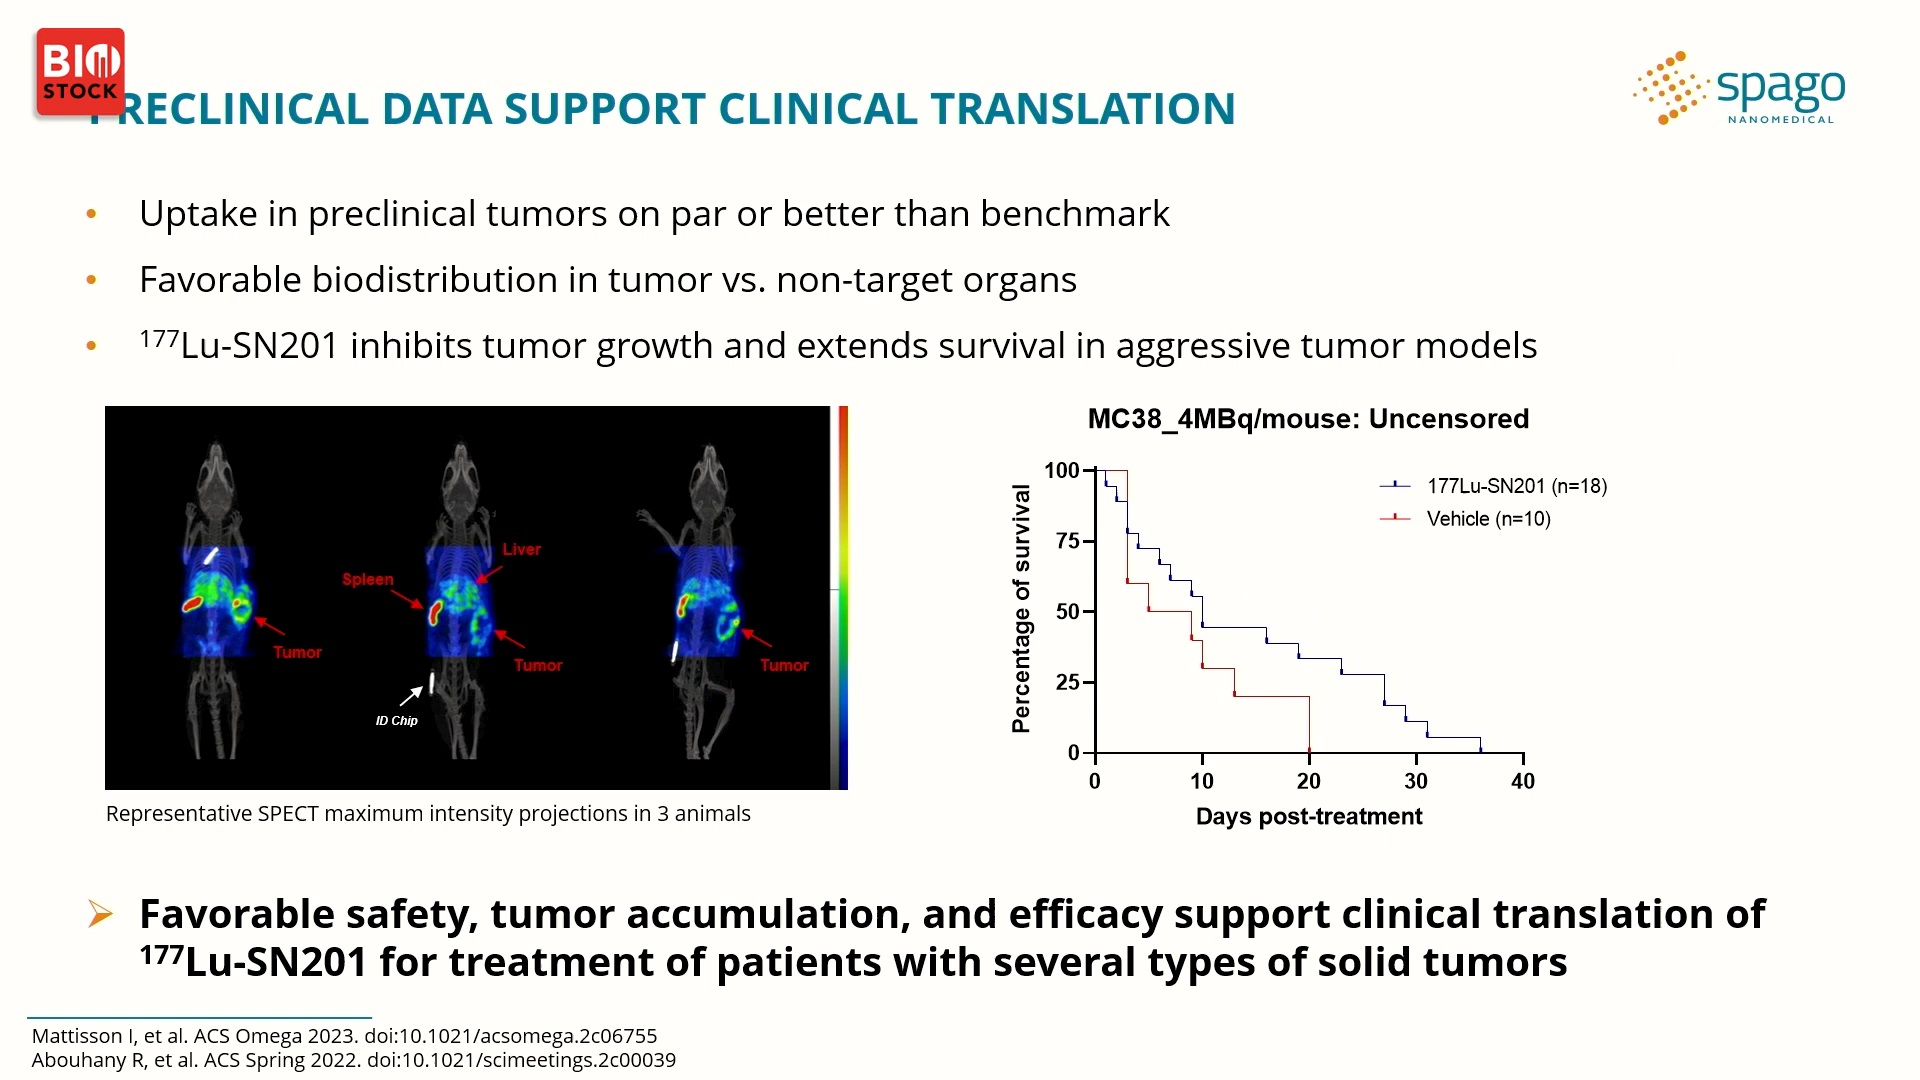 BIO
STOCK
PRECLINICAL DATA SUPPORT CLINICAL TRANSLATION
spago
NANOMEDICAL
• Uptake in preclinical tumors on par or better than benchmark
• Favorable biodistribution in tumor vs. non-target organs
• ¹⁷⁷Lu-SN201 inhibits tumor growth and extends survival in aggressive tumor models
Liver
Spleen
Tumor
Tumor
Tumor
ID Chip
Representative SPECT maximum intensity projections in 3 animals
MC38_4MBq/mouse: Uncensored
177Lu-SN201 (n=18)
Vehicle (n=10)
Percentage of survival
100
75
50
25
0
0 10 20 30 40
Days post-treatment
Favorable safety, tumor accumulation, and efficacy support clinical translation of
¹⁷⁷Lu-SN201 for treatment of patients with several types of solid tumors
Mattisson I, et al. ACS Omega 2023. doi:10.1021/acsomega.2c06755
Abouhany R, et al. ACS Spring 2022. doi:10.1021/scimeetings.2c00039